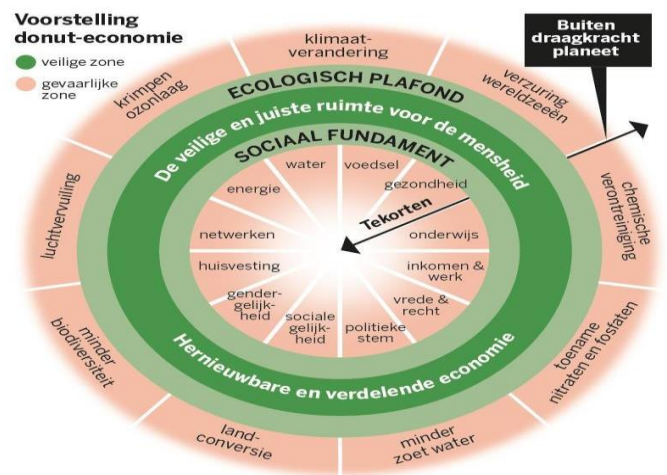 Voorstelling
donut-economie
veilige zone
gevaarlijke
zone
Buiten
draagkracht
planeet
klimaat-
verandering
verzuring
wereldzeeën
chemische
verontreiniging
toename
nitraten en fosfaten
minder
zoet water
land-
conversie
minder
biodiversiteit
luchtvervuiling
krimpen
ozonlaag
ECOLOGISCH PLAFOND
De veilige en juiste ruimte voor de mensheid
SOCIAAL FUNDAMENT
water
voedsel
gezondheid
Tekorten
onderwijs
inkomen &
werk
vrede &
recht
politieke
stem
sociale
gelijk-
heid
gender-
gelijk-
heid
huisvesting
netwerken
energie
Hernieuwbare en verdelende economie